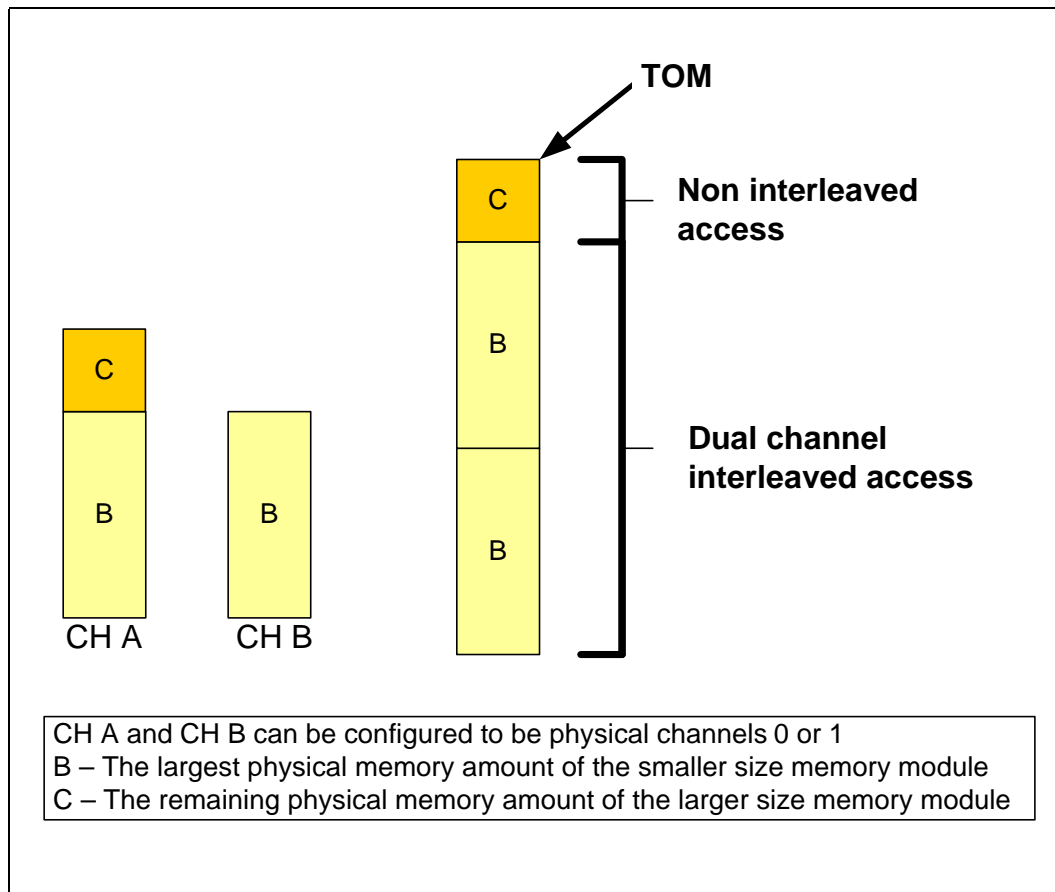 TOM
C
Non interleaved
access
B
C
B
B
Dual channel
interleaved access
B
CH A
CH B
CH A and CH B can be configured to be physical channels 0 or 1
B – The largest physical memory amount of the smaller size memory module
C – The remaining physical memory amount of the larger size memory module